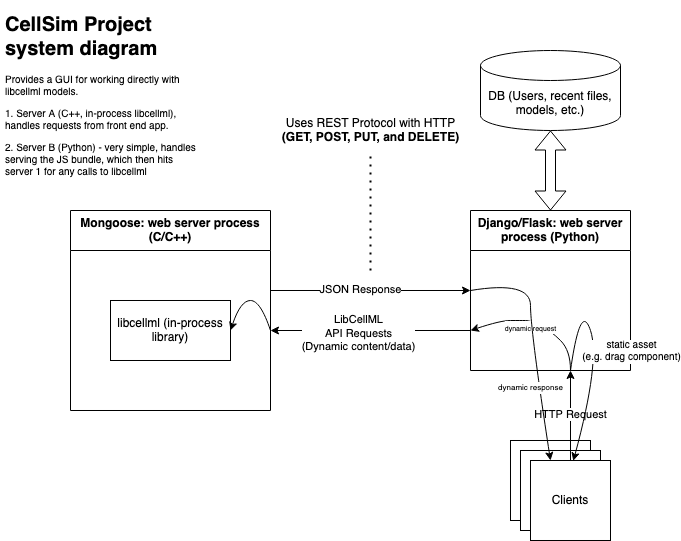 CellSim Project
system diagram
Provides a GUI for working directly with
libcellml models.
1. Server A (C++, in-process libcellml),
handles requests from front end app.
2. Server B (Python) - very simple, handles
serving the JS bundle, which then hits
server 1 for any calls to libcellml
DB (Users, recent files,
models, etc.)
Uses REST Protocol with HTTP
(GET, POST, PUT, and DELETE)
Mongoose: web server process
(C/C++)
Django/Flask: web server
process (Python)
JSON Response
libcellml (in-process
library)
LibCellML
API Requests
(Dynamic content/data)
dynamic request
static asset
(e.g. drag component)
dynamic response
HTTP Request
Clients